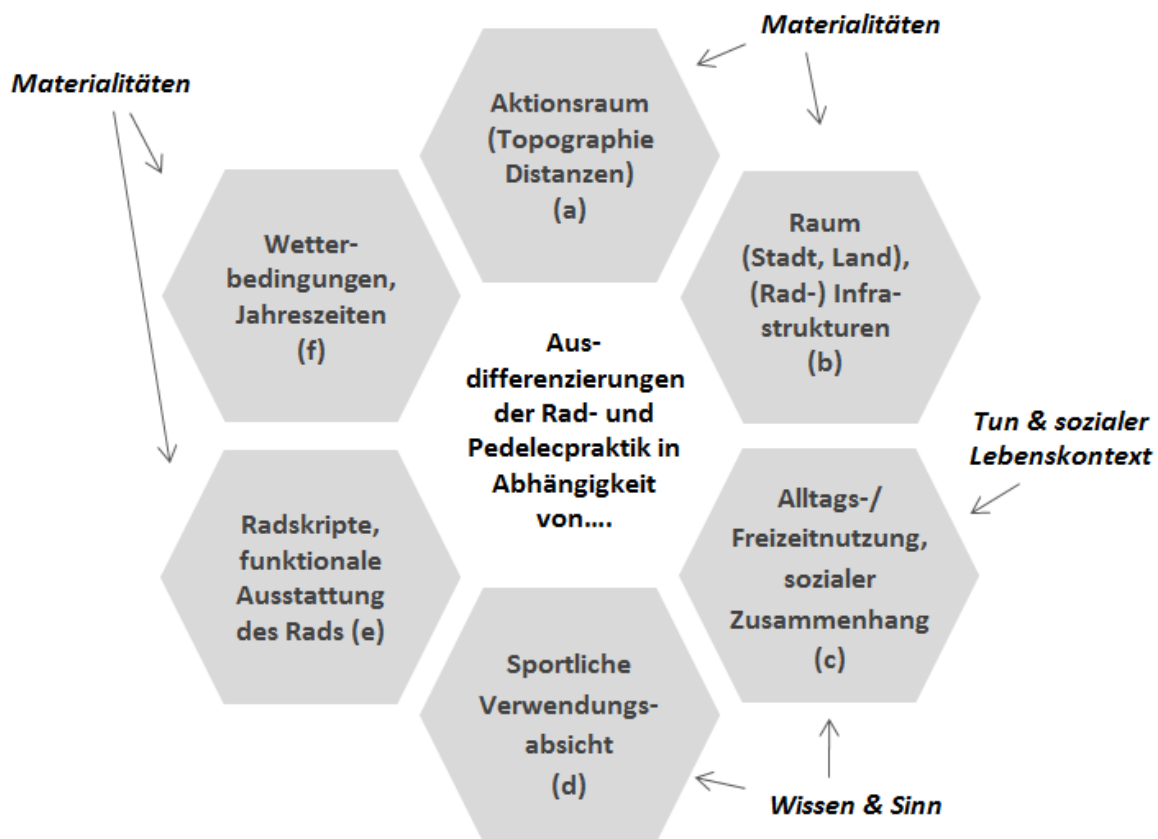 Materialitäten
Materialitäten
Aktionsraum
(Topographie
Distanzen)
(a)
Raum
(Stadt, Land),
(Rad-) Infra-
strukturen
(b)
Wetter-
bedingungen,
Jahreszeiten
(f)
Aus-
differenzierungen
der Rad- und
Pedelecpraktik in
Abhängigkeit
von....
Tun & sozialer
Lebenskontext
Alltags-/
Freizeitnutzung,
sozialer
Zusammenhang
(c)
Radskripte,
funktionale
Ausstattung
des Rads (e)
Sportliche
Verwendungs-
absicht
(d)
Wissen & Sinn